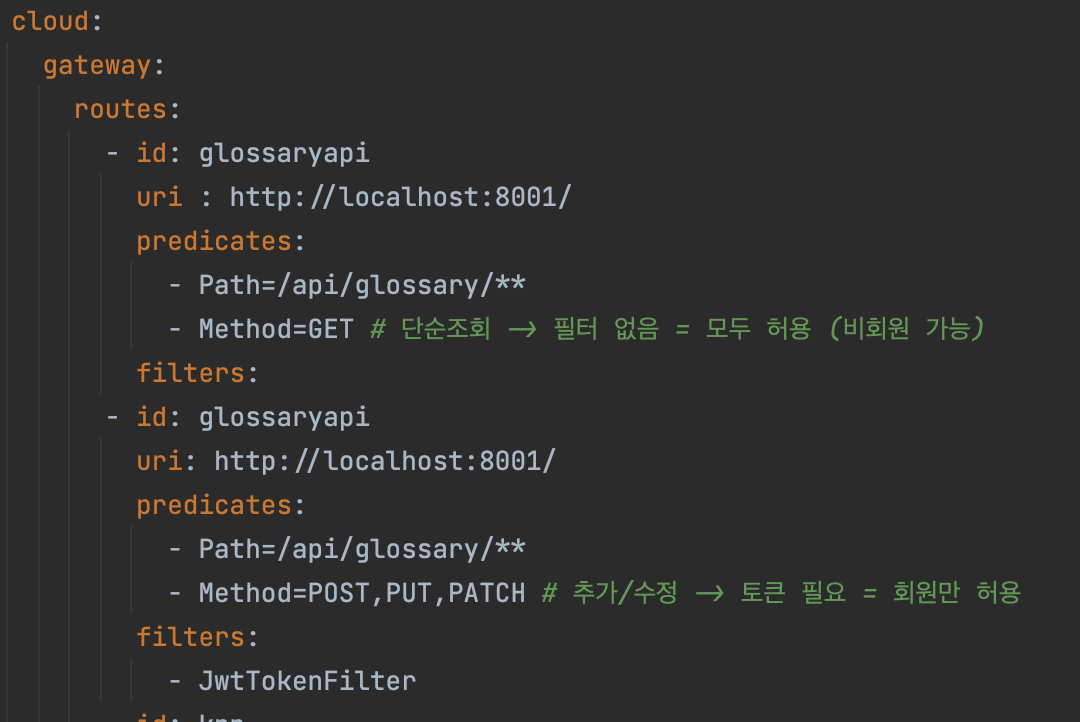 cloud:
gateway:
routes:
- id: glossaryapi
uri : http://localhost:8001/
predicates:
- Path=/api/glossary/**
- Method=GET # 단순조회 -> 필터 없음 = 모두 허용 (비회원 가능)
filters:
- id: glossaryapi
uri: http://localhost:8001/
predicates:
- Path=/api/glossary/**
- Method=POST,PUT,PATCH # 추가/수정 -> 토큰 필요 = 회원만 허용
filters:
- JwtTokenFilter
id: